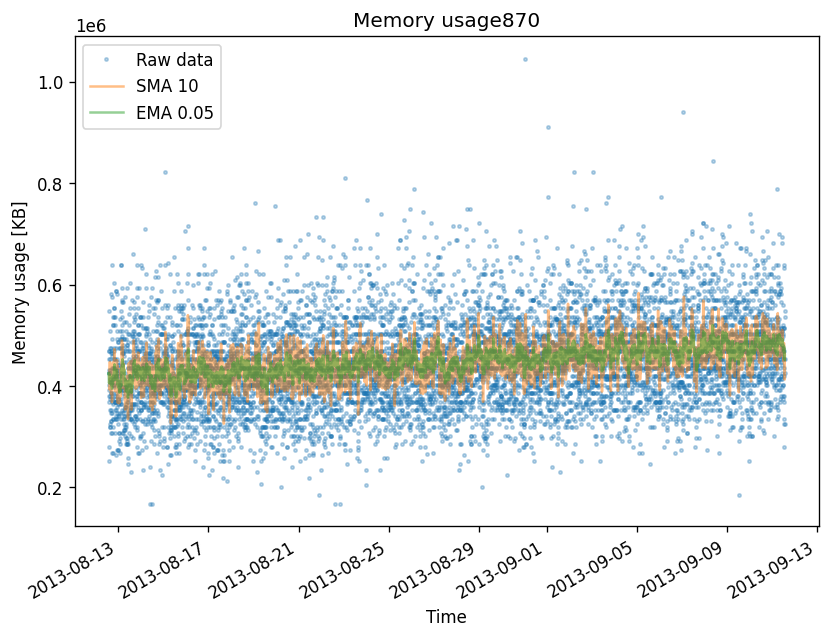 Memory usage870
1e6
Raw data
SMA 10
EMA 0.05
1.0
0.8
0.6
0.4
0.2
Memory usage [KB]
2013-08-13
2013-08-17
2013-08-21
2013-08-25
2013-08-29
2013-09-01
2013-09-05
2013-09-09
2013-09-13
Time